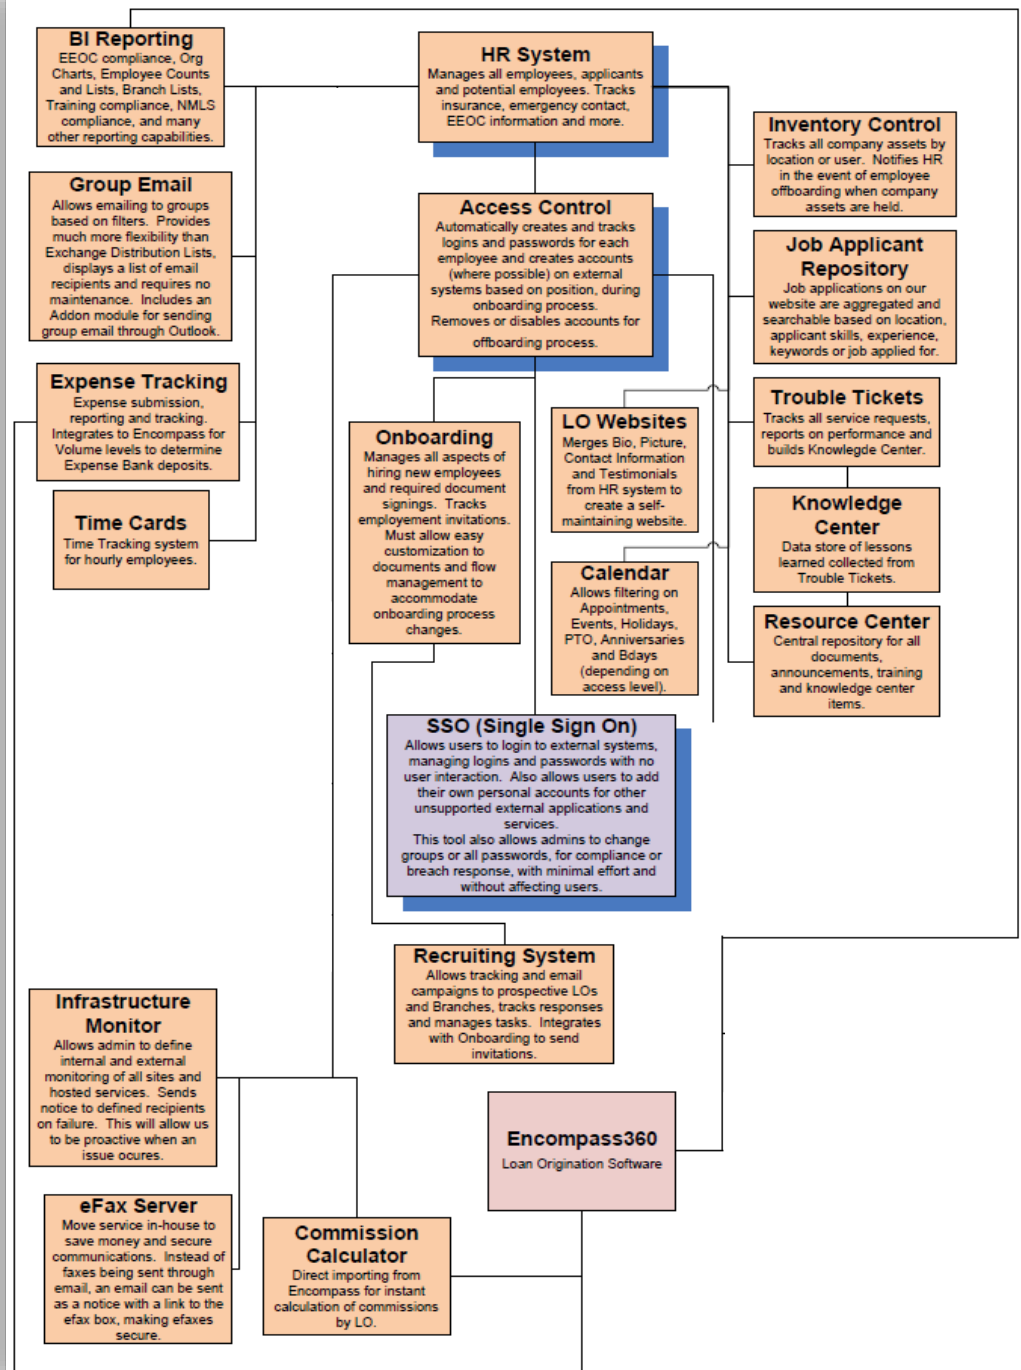 BI Reporting
EEOC compliance, Org
Charts, Employee Counts
and Lists, Branch Lists,
Training compliance, NMLS
compliance, and many
other reporting capabilities.
HR System
Manages all employees, applicants
and potential employees. Tracks
insurance, emergency contact,
EEOC information and more.
Inventory Control
Tracks all company assets by
location or user. Notifies HR
in the event of employee
offboarding when company
assets are held.
Group Email
Allows emailing to groups
based on filters. Provides
much more flexibility than
Exchange Distribution Lists,
displays a list of email
recipients and requires no
maintenance. Includes an
Addon module for sending
group email through Outlook.
Access Control
Automatically creates and tracks
logins and passwords for each
employee and creates accounts
(where possible) on external
systems based on position, during
onboarding process.
Removes or disables accounts for
offboarding process.
Job Applicant
Repository
Job applications on our
website are aggregated and
searchable based on location,
applicant skills, experience,
keywords or job applied for.
Expense Tracking
Expense submission,
reporting and tracking.
Integrates to Encompass for
Volume levels to determine
Expense Bank deposits.
Onboarding
Manages all aspects of
hiring new employees
and required document
signings. Tracks
employement invitations.
Must allow easy
customization to
documents and flow
management to
accommodate
onboarding process
changes.
LO Websites
Merges Bio, Picture,
Contact Information
and Testimonials
from HR system to
create a self-
maintaining website.
Trouble Tickets
Tracks all service requests,
reports on performance and
builds Knowlegde Center.
Time Cards
Time Tracking system
for hourly employees.
Knowledge
Center
Data store of lessons
learned collected from
Trouble Tickets.
Calendar
Allows filtering on
Appointments,
Events, Holidays,
PTO, Anniversaries
and Bdays
(depending on
access level).
Resource Center
Central repository for all
documents,
announcements, training
and knowledge center
items.
SSO (Single Sign On)
Allows users to login to external systems,
managing logins and passwords with no
user interaction. Also allows users to add
their own personal accounts for other
unsupported external applications and
services.
This tool also allows admins to change
groups or all passwords, for compliance or
breach response, with minimal effort and
without affecting users.
Recruiting System
Allows tracking and email
campaigns to prospective LOs
and Branches, tracks responses
and manages tasks. Integrates
with Onboarding to send
invitations.
Infrastructure
Monitor
Allows admin to define
internal and external
monitoring of all sites and
hosted services. Sends
notice to defined recipients
on failure. This will allow us
to be proactive when an
issue ocures.
Encompass360
Loan Origination Software
eFax Server
Move service in-house to
save money and secure
communications. Instead of
faxes being sent through
email, an email can be sent
as a notice with a link to the
efax box, making efaxes
secure.
Commission
Calculator
Direct importing from
Encompass for instant
calculation of commissions
by LO.